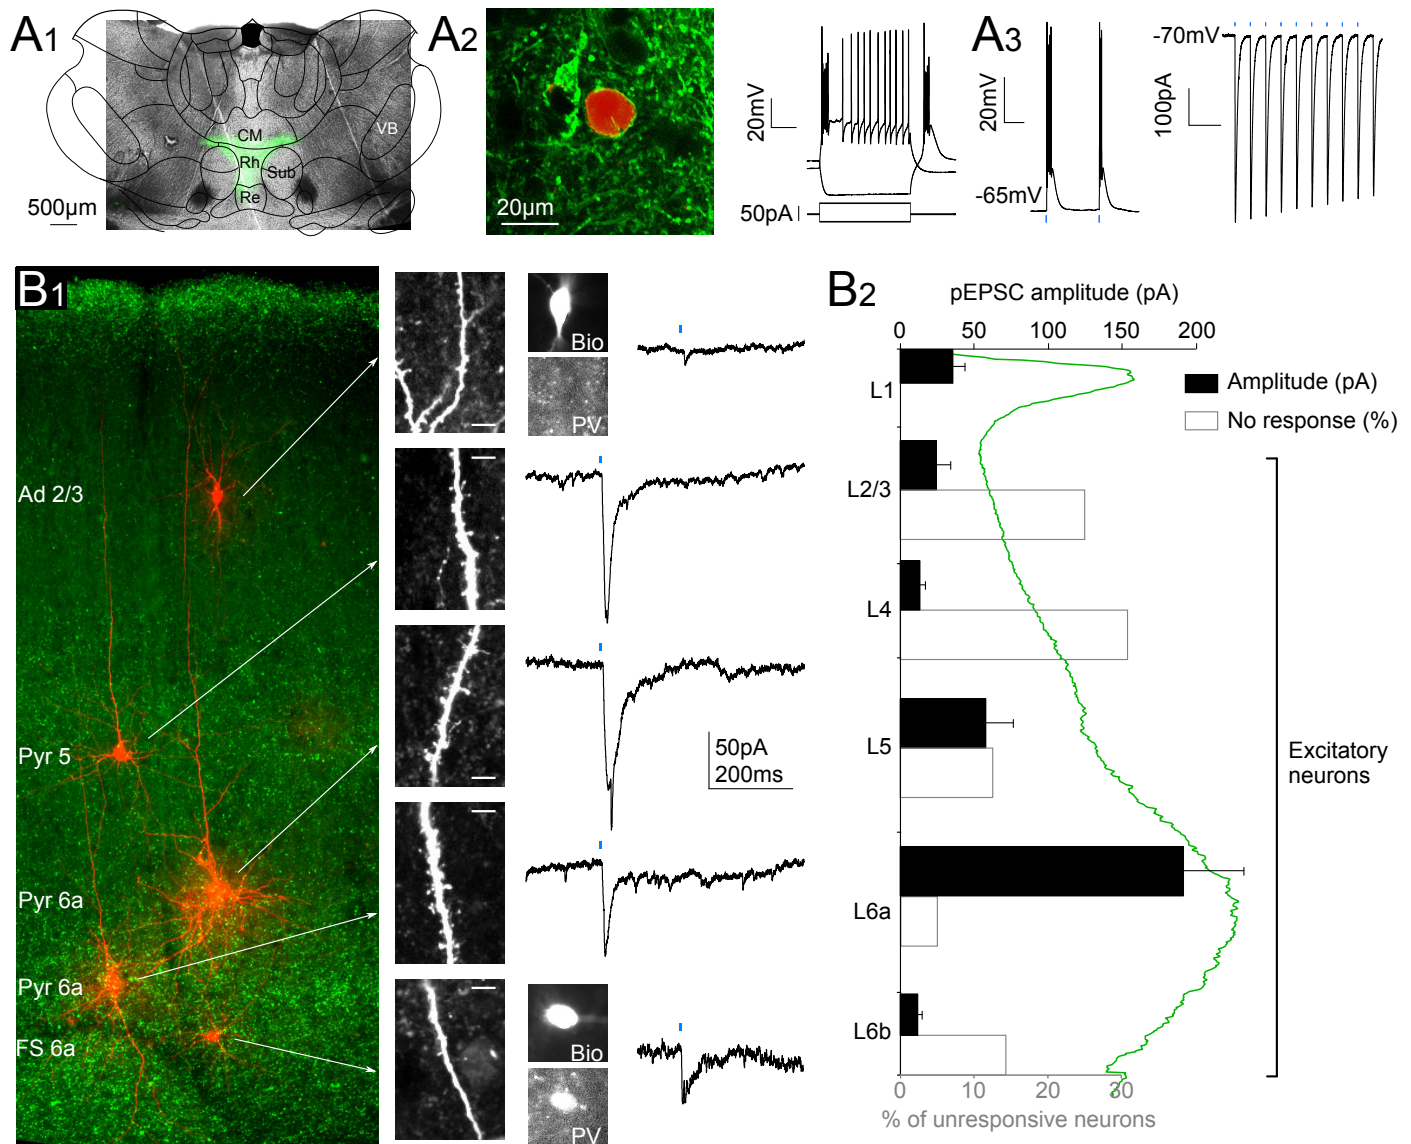 A1
CM
VB
Rh
Sub
Re
500µm
A2
20µm
20mV
50pA
A3
20mV
-65mV
-70mV
100pA
B1
Ad 2/3
Pyr 5
Pyr 6a
Pyr 6a
FS 6a
Bio
PV
50pA
200ms
Bio
PV
B2
pEPSC amplitude (pA)
0 50 100 150 200
Amplitude (pA)
No response (%)
L1
L2/3
L4
L5
L6a
L6b
Excitatory
neurons
0 10 20 30
% of unresponsive neurons